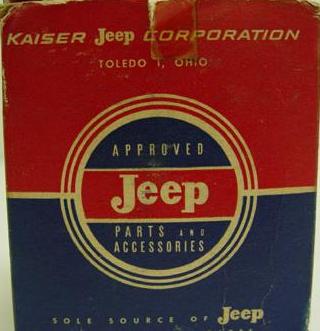 KAISER Jeep CORPORATION
TOLEDO 1, OHIO
APPROVED
Jeep
PARTS AND
ACCESSORIES
SOLE SOURCE OF Jeep